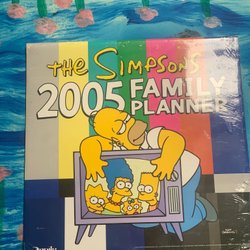 the SIMPSONS
2005 FAMILY
PLANNER